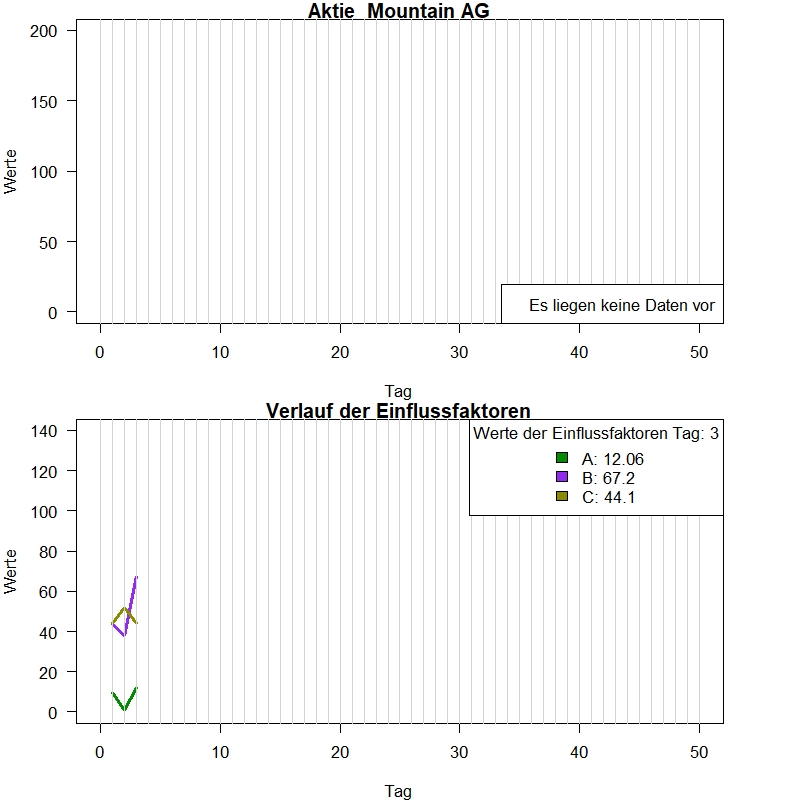 Aktie  Mountain AG
200
150
100
50
0
Werte
Es liegen keine Daten vor
0 10 20 30 40 50
Tag
Verlauf der Einflussfaktoren
140
120
100
80
60
40
20
0
Werte
Werte der Einflussfaktoren Tag: 3
A: 12.06
B: 67.2
C: 44.1
0 10 20 30 40 50
Tag